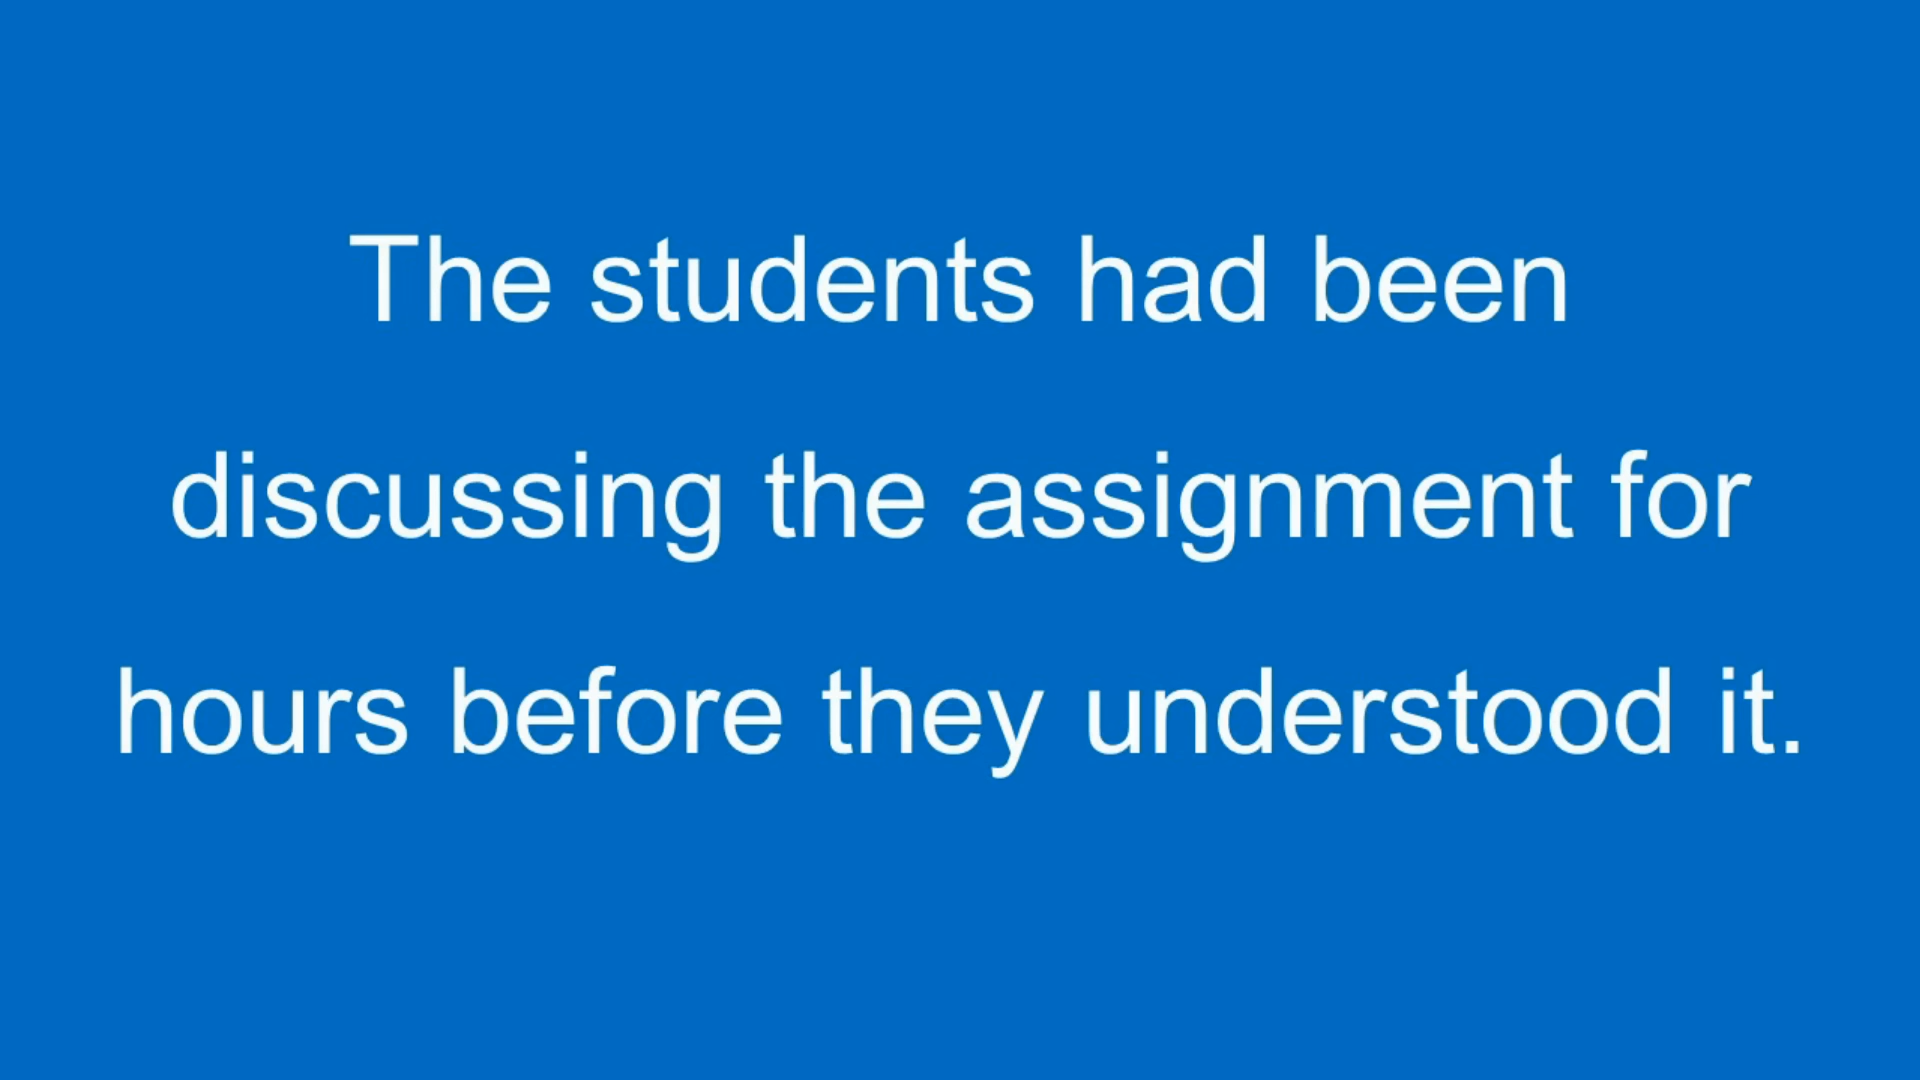 The students had been
discussing the assignment for
hours before they understood it.